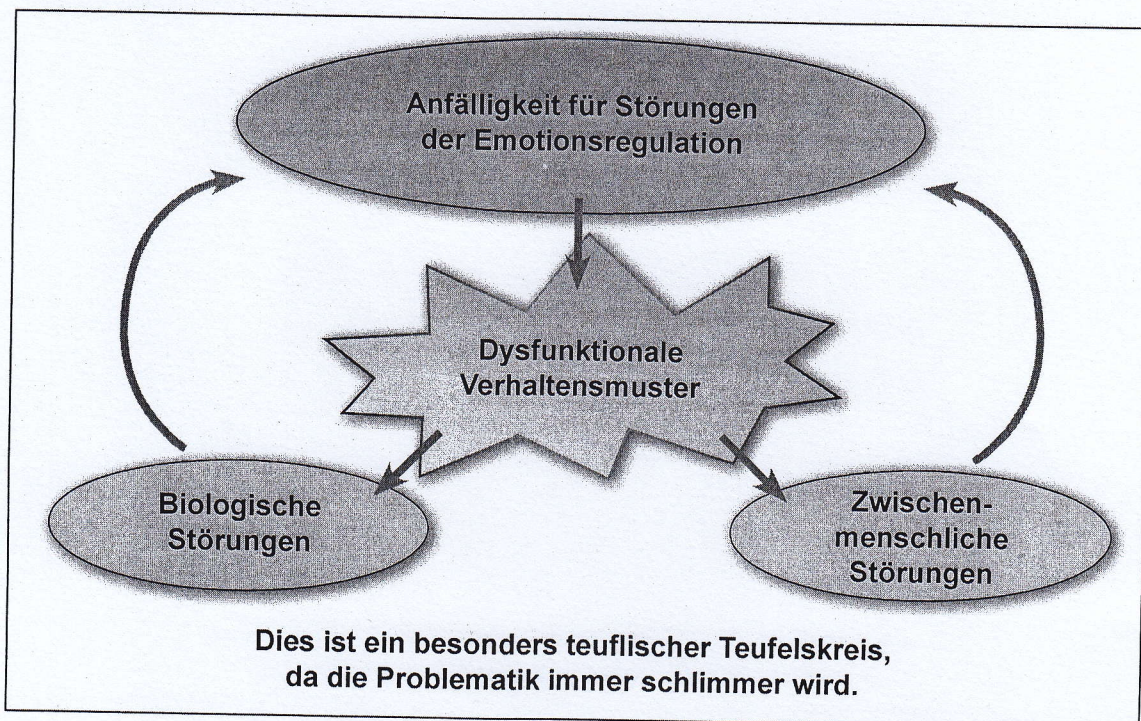 Anfälligkeit für Störungen
der Emotionsregulation
Dysfunktionale
Verhaltensmuster
Biologische
Störungen
Zwischen-
menschliche
Störungen
Dies ist ein besonders teuflischer Teufelskreis,
da die Problematik immer schlimmer wird.